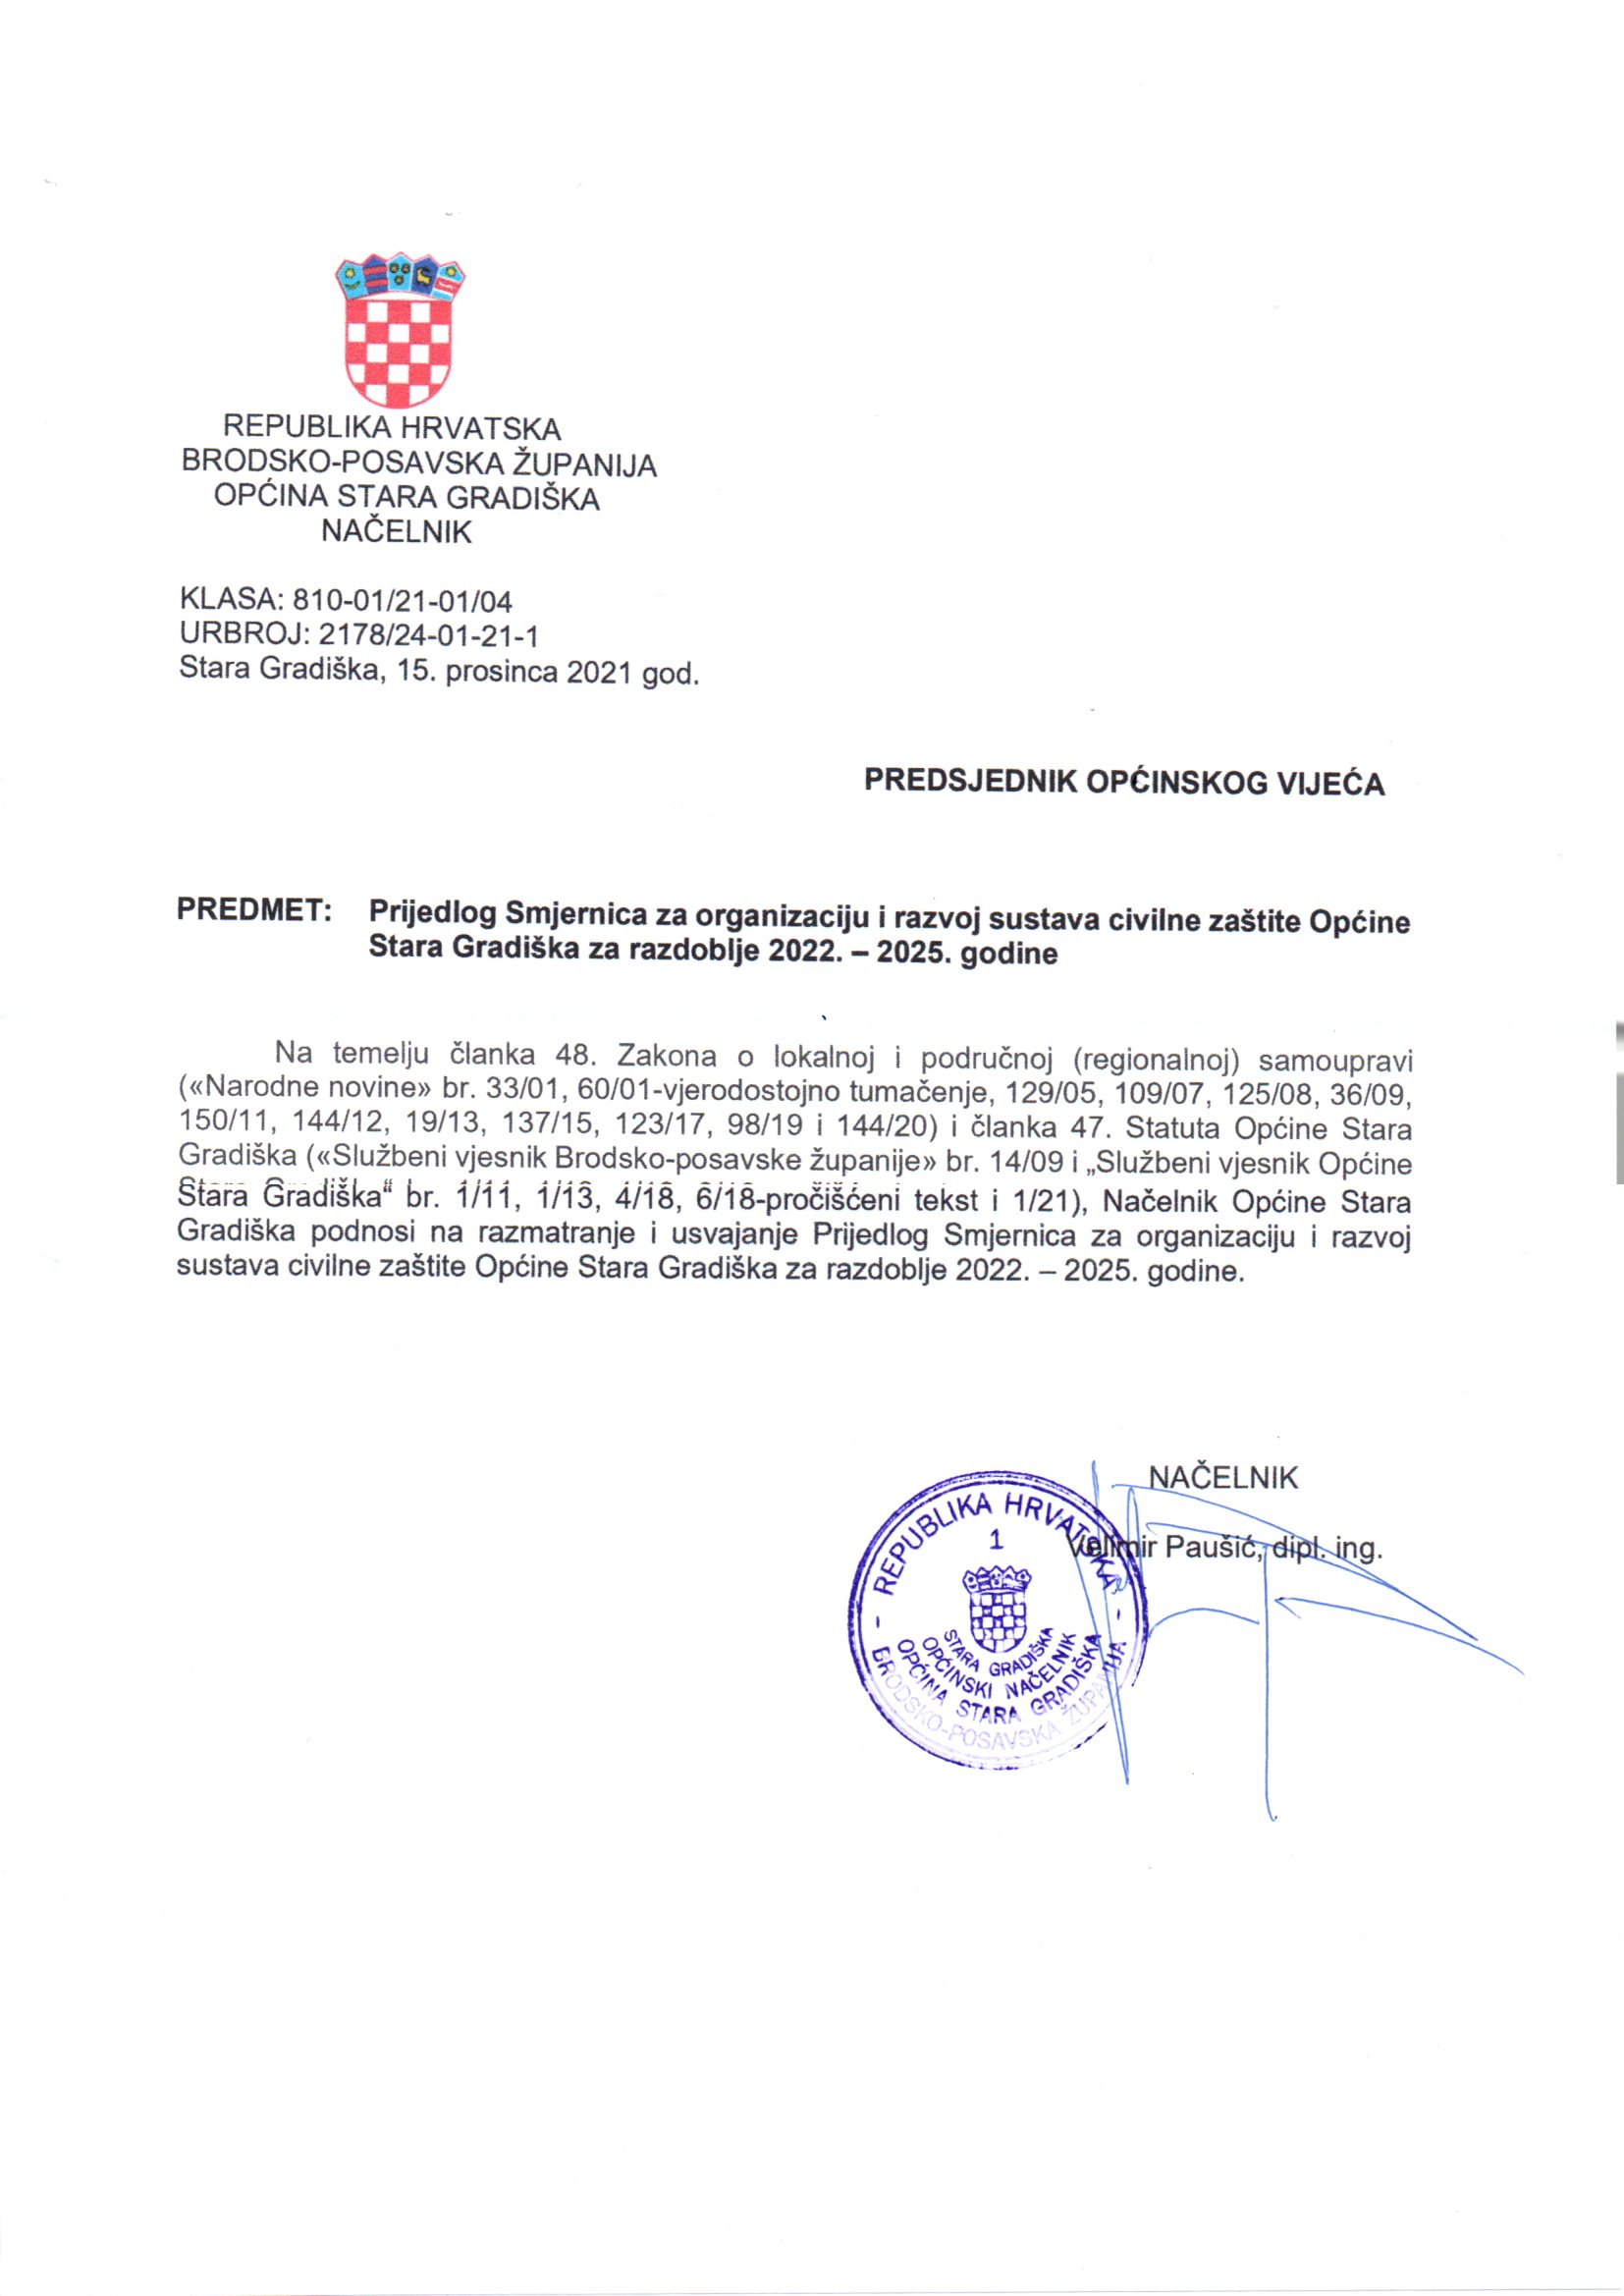 REPUBLIKA HRVATSKA
BRODSKO-POSAVSKA ŽUPANIJA
OPĆINA STARA GRADIŠKA
NAČELNIK
KLASA: 810-01/21-01/04
URBROJ: 2178/24-01-21-1
Stara Gradiška, 15. prosinca 2021 god.
PREDSJEDNIK OPĆINSKOG VIJEĆA
PREDMET: Prijedlog Smjernica za organizaciju i razvoj sustava civilne zaštite Općine
Stara Gradiška za razdoblje 2022. – 2025. godine
Na temelju članka 48. Zakona o lokalnoj i područnoj (regionalnoj) samoupravi
(«Narodne novine» br. 33/01, 60/01-vjerodostojno tumačenje, 129/05, 109/07, 125/08, 36/09,
150/11, 144/12, 19/13, 137/15, 123/17, 98/19 i 144/20) i članka 47. Statuta Općine Stara
Gradiška («Službeni vjesnik Brodsko-posavske županije» br. 14/09 i „Službeni vjesnik Općine
Stara Gradiška“ br. 1/11, 1/13, 4/18, 6/18-pročišćeni tekst i 1/21), Načelnik Općine Stara
Gradiška podnosi na razmatranje i usvajanje Prijedlog Smjernica za organizaciju i razvoj
sustava civilne zaštite Općine Stara Gradiška za razdoblje 2022. – 2025. godine.
NAČELNIK
Velimir Paušić, dipl. ing.
- REPUBLIKA HRVATSKA -
1
STARA GRADIŠKA
OPĆINSKI NAČELNIK
OPĆINA STARA GRADIŠKA
BRODSKO-POSAVSKA ŽUPANIJA